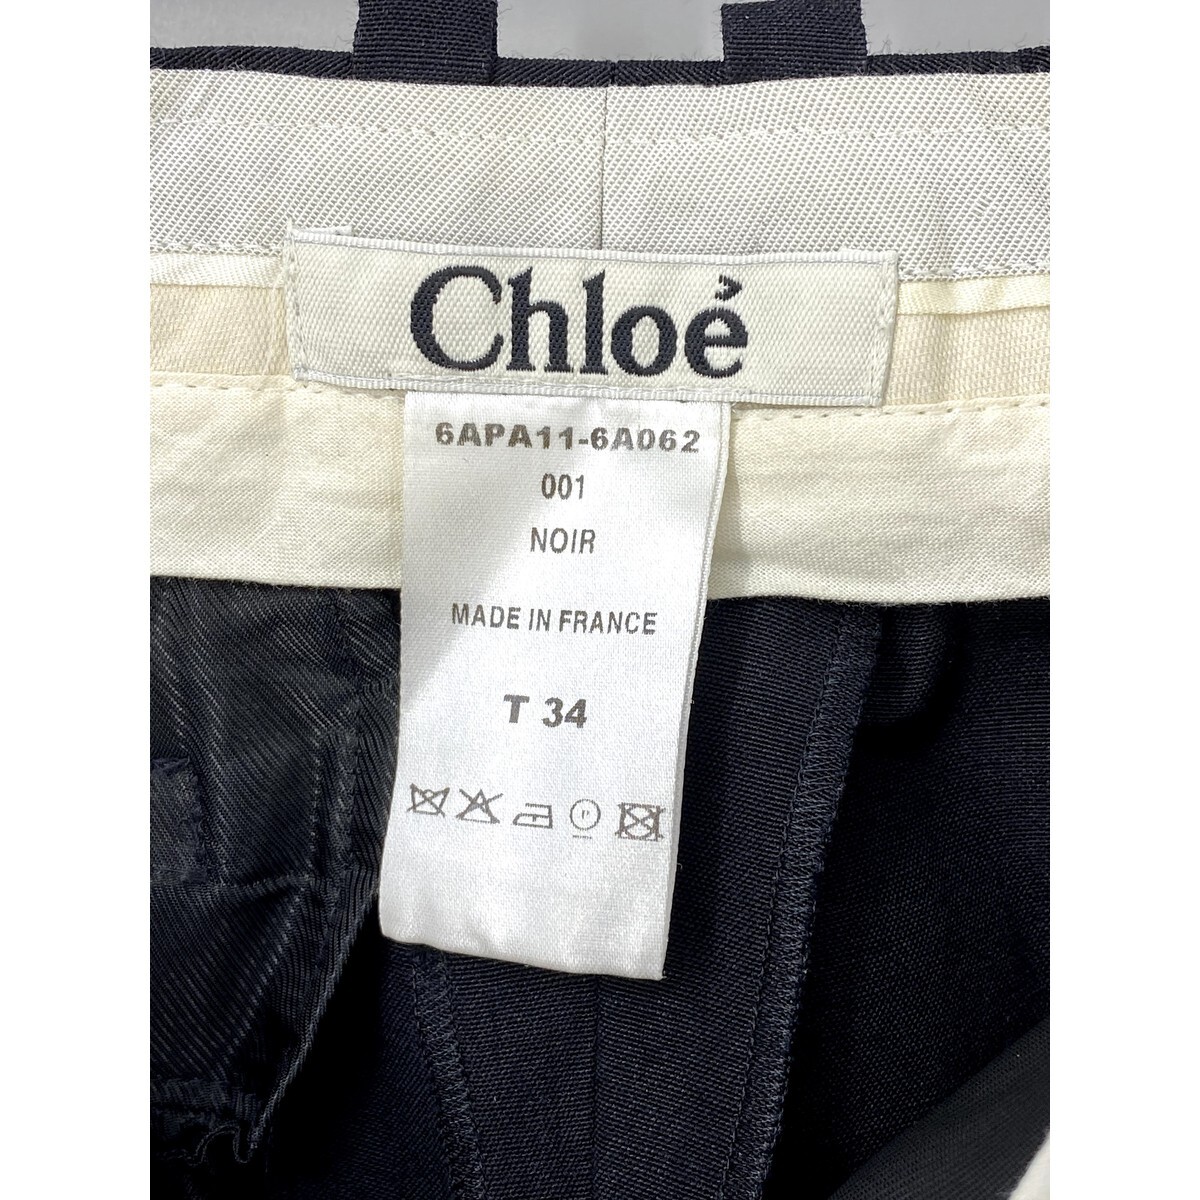 Chloé
6APA11-6A062
001
NOIR
MADE IN FRANCE
T 34